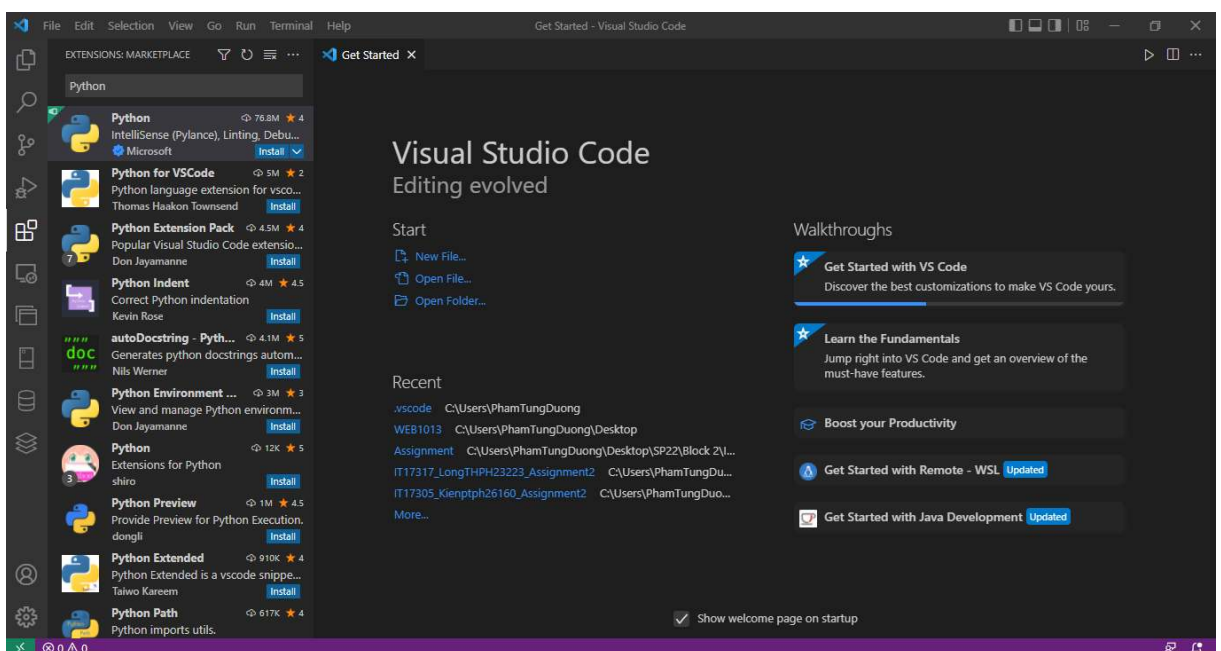 File Edit Selection View Go Run Terminal Help
Get Started - Visual Studio Code
EXTENSIONS: MARKETPLACE
Python
Python 76.8M ★ 4
IntelliSense (Pylance), Linting, Debu...
Microsoft Install
Python for VSCode 5M ★ 2
Python language extension for vsco...
Thomas Haakon Townsend Install
Python Extension Pack 4.5M ★ 4
Popular Visual Studio Code extensio...
7 Don Jayamanne Install
Python Indent 4M ★ 4.5
Correct Python indentation
Kevin Rose Install
""" autoDocstring - Pyth... 4.1M ★ 5
doc Generates python docstrings autom...
""" Nils Werner Install
Python Environment ... 3M ★ 3
View and manage Python environm...
Don Jayamanne Install
Python 12K ★ 5
Extensions for Python
3 shiro Install
Python Preview 1M ★ 4.5
Provide Preview for Python Execution.
dongli Install
Python Extended 910K ★ 4
Python Extended is a vscode snippe...
Taiwo Kareem Install
Python Path 617K ★ 4
Python imports utils.
Get Started
Visual Studio Code
Editing evolved
Start
New File...
Open File...
Open Folder...
Recent
.vscode C:\Users\PhamTungDuong
WEB1013 C:\Users\PhamTungDuong\Desktop
Assignment C:\Users\PhamTungDuong\Desktop\SP22\Block 2\I...
IT17317_LongTHPH23223_Assignment2 C:\Users\PhamTungDu...
IT17305_Kienptph26160_Assignment2 C:\Users\PhamTungDuo...
More...
Walkthroughs
Get Started with VS Code
Discover the best customizations to make VS Code yours.
Learn the Fundamentals
Jump right into VS Code and get an overview of the
must-have features.
Boost your Productivity
Get Started with Remote - WSL Updated
Get Started with Java Development Updated
Show welcome page on startup
0 0